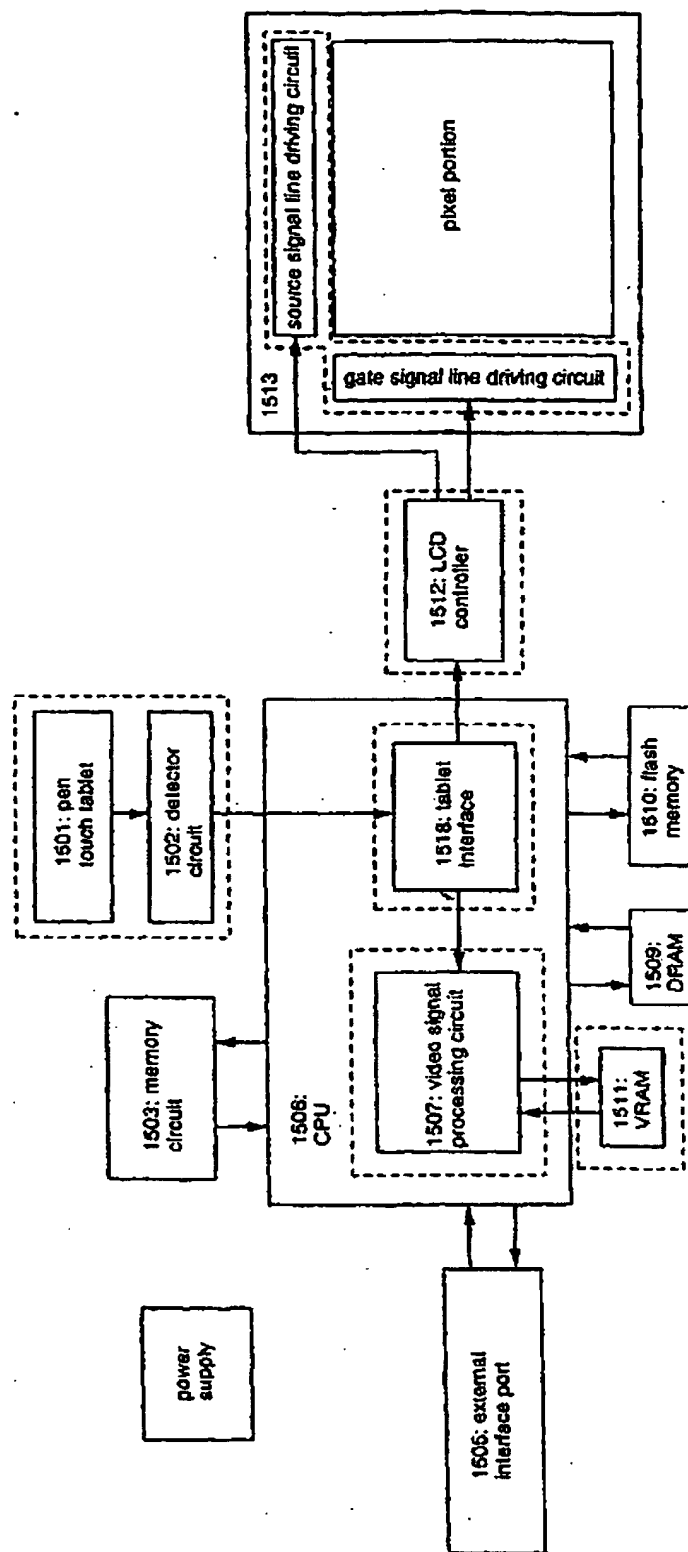 1501: pen
touch tablet
1502: detector
circuit
1503: memory
circuit
power
supply
1505: external
interface port
1506:
CPU
1507: video signal
processing circuit
1518: tablet
interface
1511:
VRAM
1509:
DRAM
1510: flash
memory
1512: LCD
controller
1513
source signal line driving circuit
gate signal line driving circuit
pixel portion